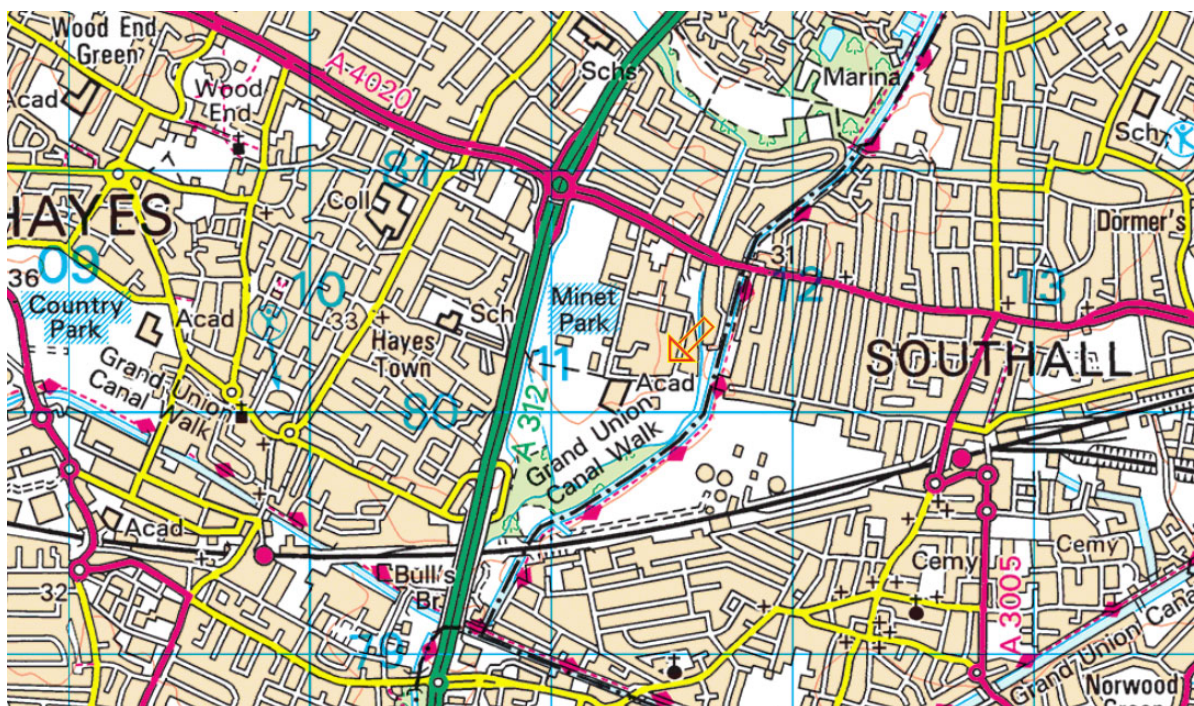 Wood End
Green
A 4020
Schs
Marina
Acad
Wood
End
Sch
81
HAYES
Coll
Dormer's
09
36
31
10
12
13
Country
Park
Acad
33
Sch
Minet
Park
Hayes
Town
11
SOUTHALL
Grand Union
Canal Walk
80
A 312
Acad
Grand Union
Canal Walk
Acad
Cemy
Cemy
Bull's
Br
32
79
A 3005
Grand Union Cana
Norwood